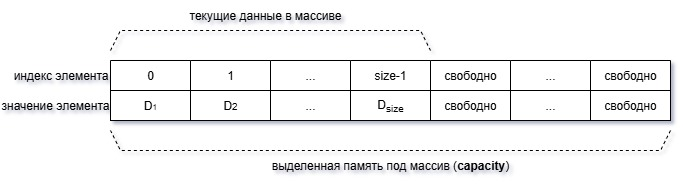 текущие данные в массиве
индекс элемента 0 1 ... size-1 свободно ... свободно
значение элемента D1 D2 ... Dsize свободно ... свободно
выделенная память под массив (capacity)